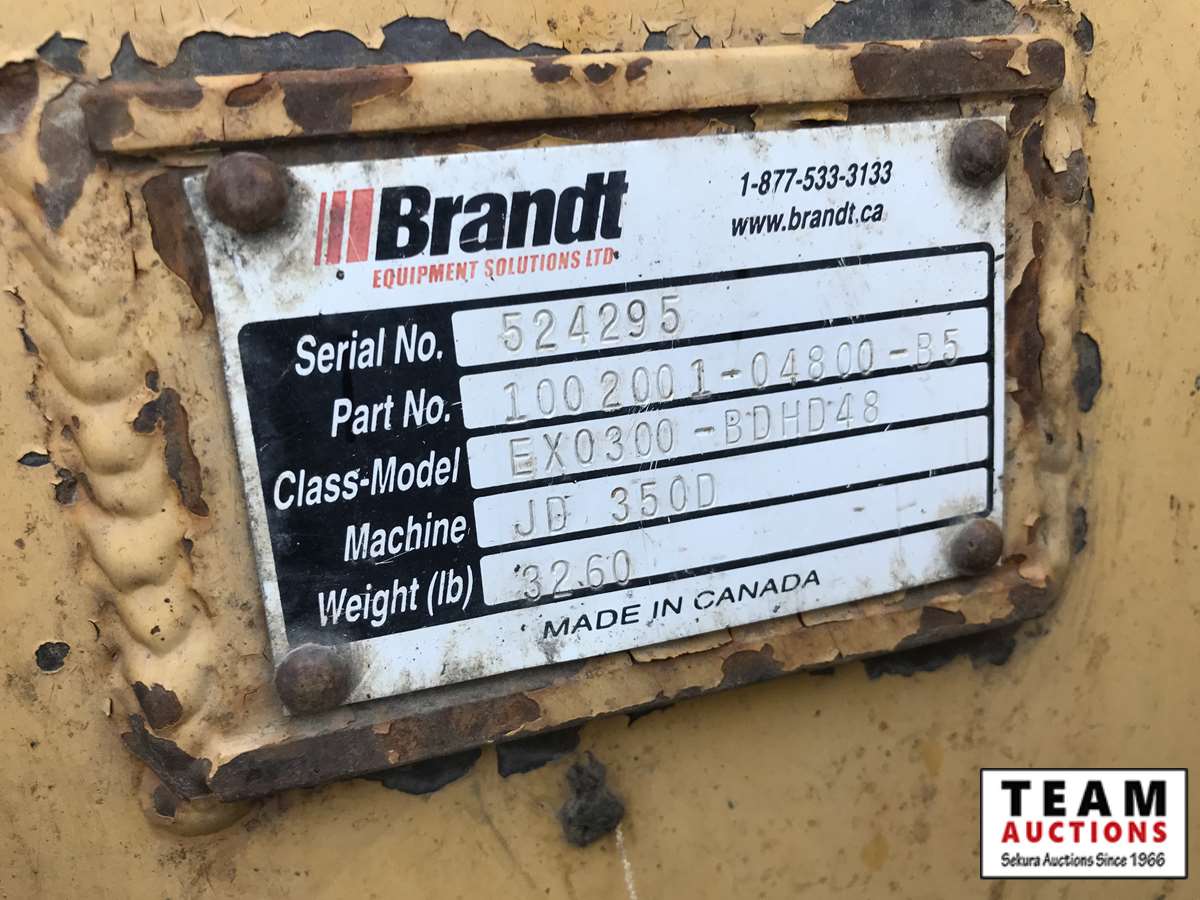 Brandt
EQUIPMENT SOLUTIONS LTD.
1-877-533-3133
www.brandt.ca
Serial No. 524295
Part No. 1002001-04800-B5
Class-Model EX0300-BDHD48
Machine JD 350D
Weight (lb) 3260
MADE IN CANADA
TEAM
AUCTIONS
Sekura Auctions Since 1966